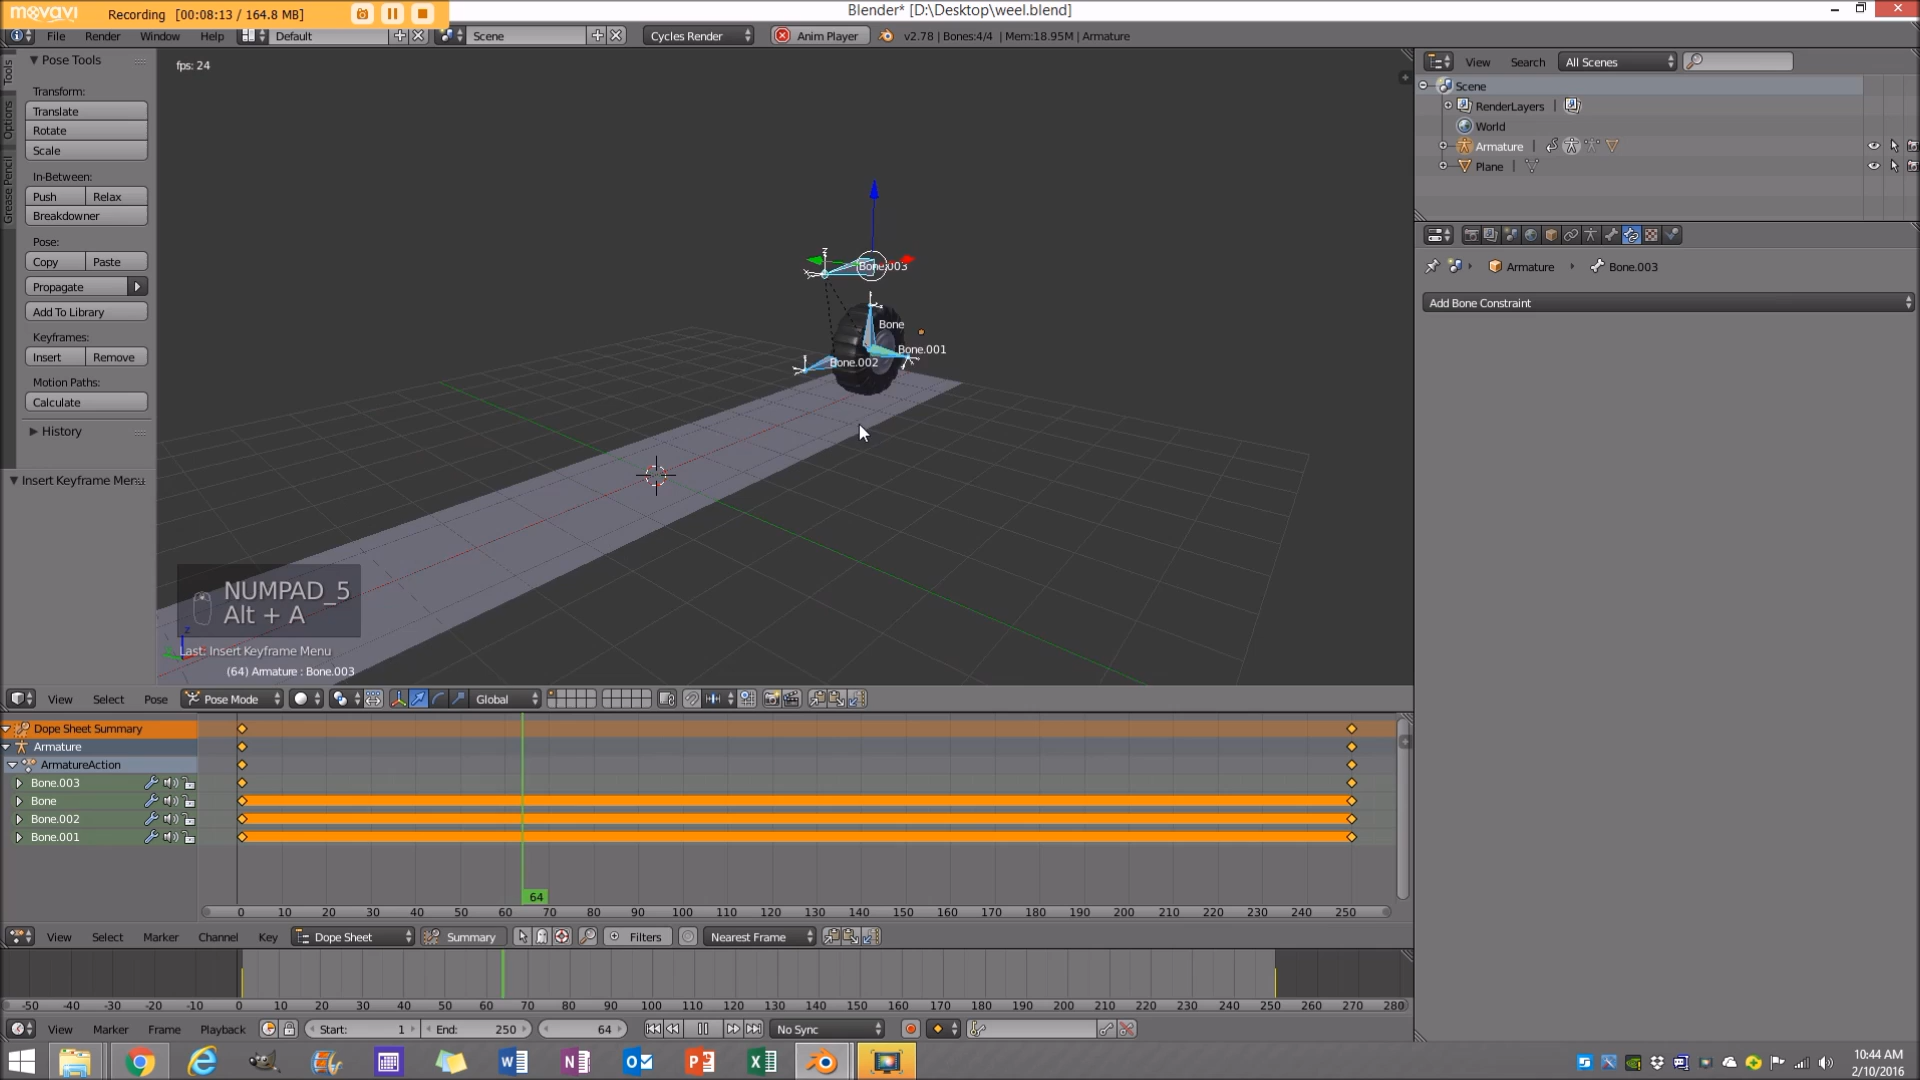 movavi
Recording [00:08:13 / 164.8 MB]
Blender* [D:\Desktop\weel.blend]
File Render Window Help Default Scene Cycles Render Anim Player v2.78 | Bones:4/4 | Mem:18.95M | Armature
Tools
Options
Grease Pencil
Pose Tools
Transform:
Translate
Rotate
Scale
In-Between:
Push Relax
Breakdowner
Pose:
Copy Paste
Propagate
Add To Library
Keyframes:
Insert Remove
Motion Paths:
Calculate
History
Insert Keyframe Menu
fps: 24
Bone.003
Bone
Bone.001
Bone.002
NUMPAD_5
Alt + A
Last: Insert Keyframe Menu
(64) Armature : Bone.003
View Select Pose Pose Mode Global
View Search All Scenes
Scene
RenderLayers |
World
Armature |
Plane |
Armature Bone.003
Add Bone Constraint
Dope Sheet Summary
Armature
ArmatureAction
Bone.003
Bone
Bone.002
Bone.001
64
0 10 20 30 40 50 60 70 80 90 100 110 120 130 140 150 160 170 180 190 200 210 220 230 240 250
View Select Marker Channel Key Dope Sheet Summary Filters Nearest Frame
-50 -40 -30 -20 -10 0 10 20 30 40 50 60 70 80 90 100 110 120 130 140 150 160 170 180 190 200 210 220 230 240 250 260 270 280
View Marker Frame Playback Start: 1 End: 250 64 No Sync
10:44 AM
2/10/2016